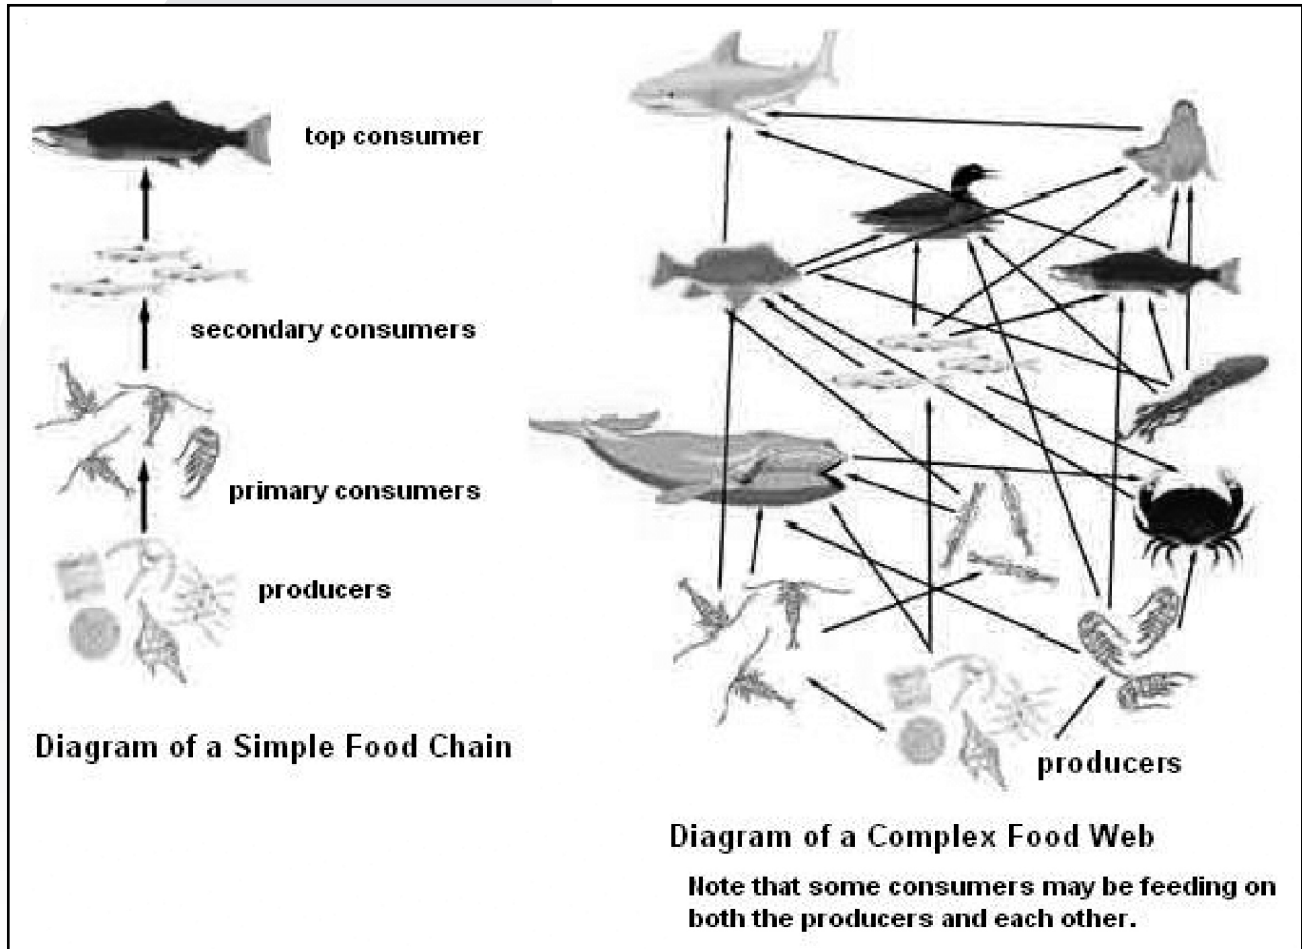 top consumer
secondary consumers
primary consumers
producers
Diagram of a Simple Food Chain
producers
Diagram of a Complex Food Web
Note that some consumers may be feeding on
both the producers and each other.